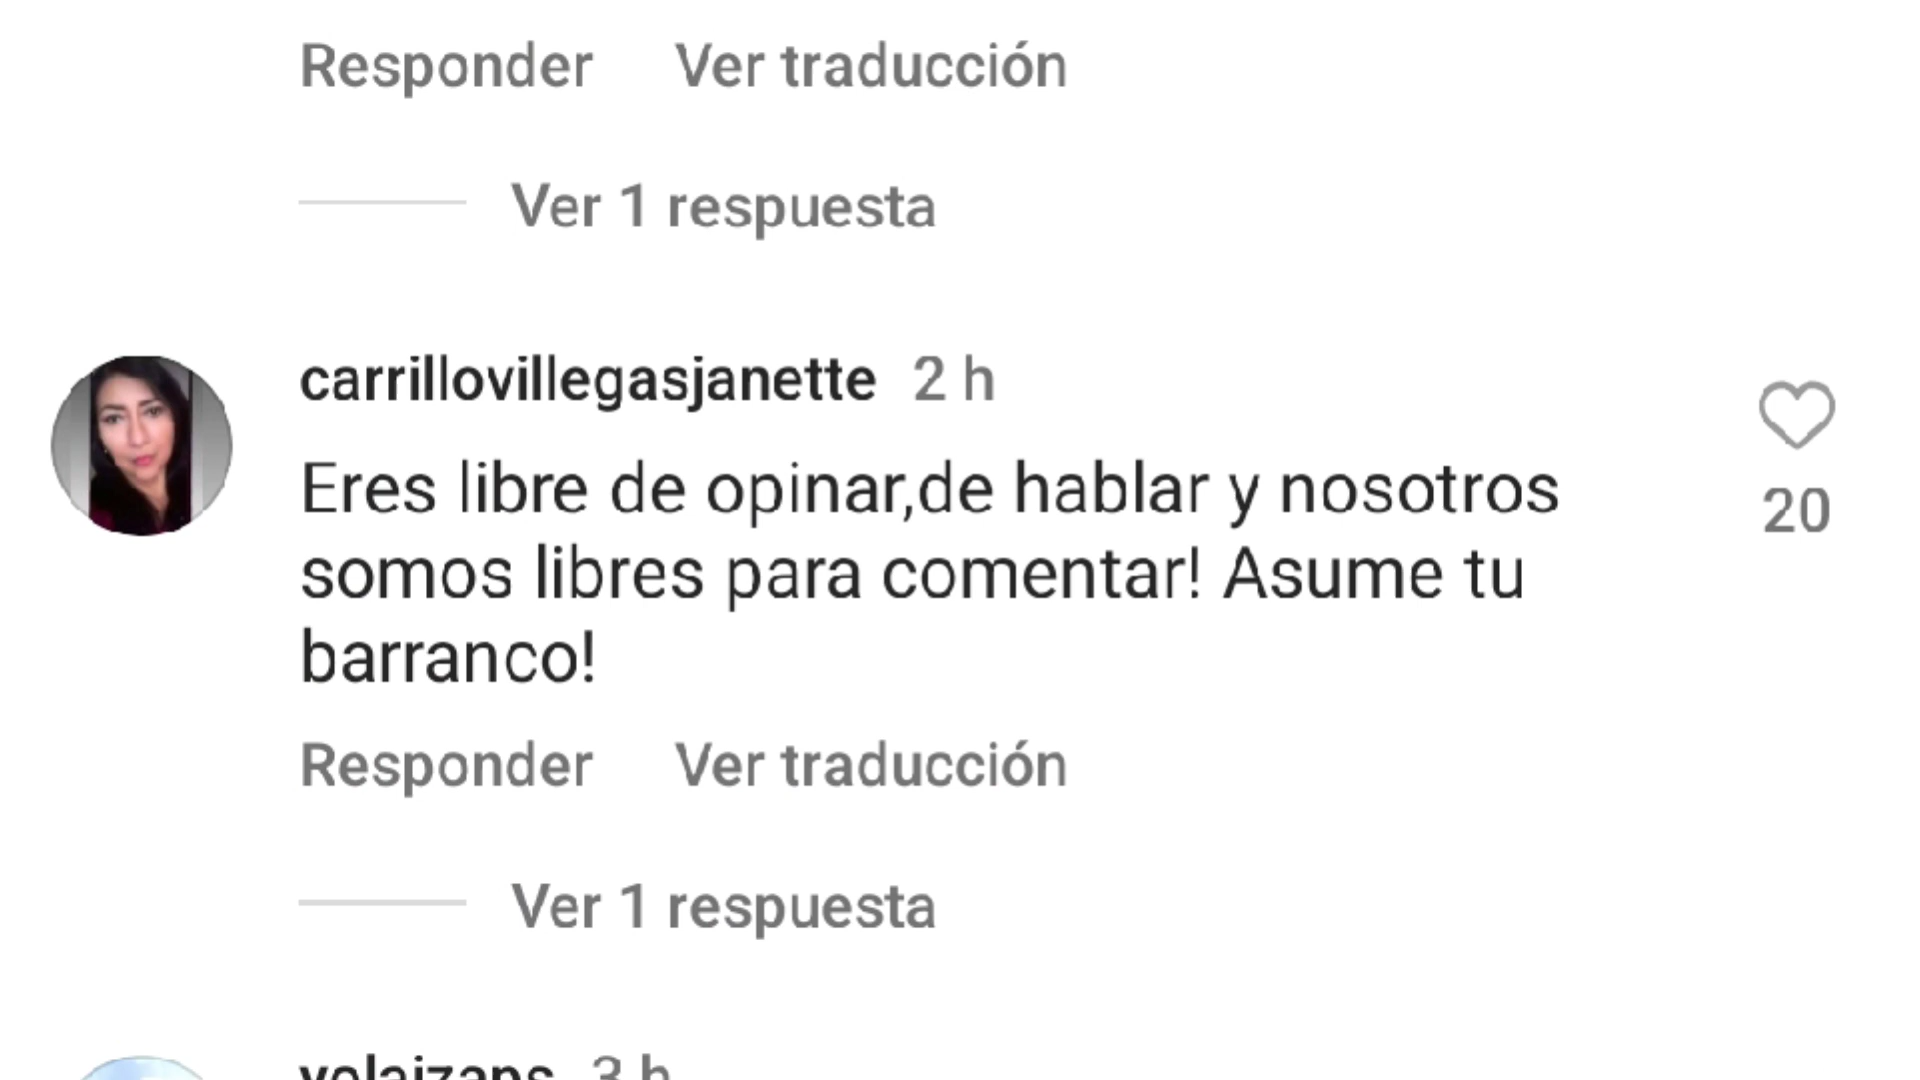 Responder Ver traducción
Ver 1 respuesta
carrillovillegasjanette 2 h
Eres libre de opinar,de hablar y nosotros
20
somos libres para comentar! Asume tu
barranco!
Responder Ver traducción
Ver 1 respuesta
3 h